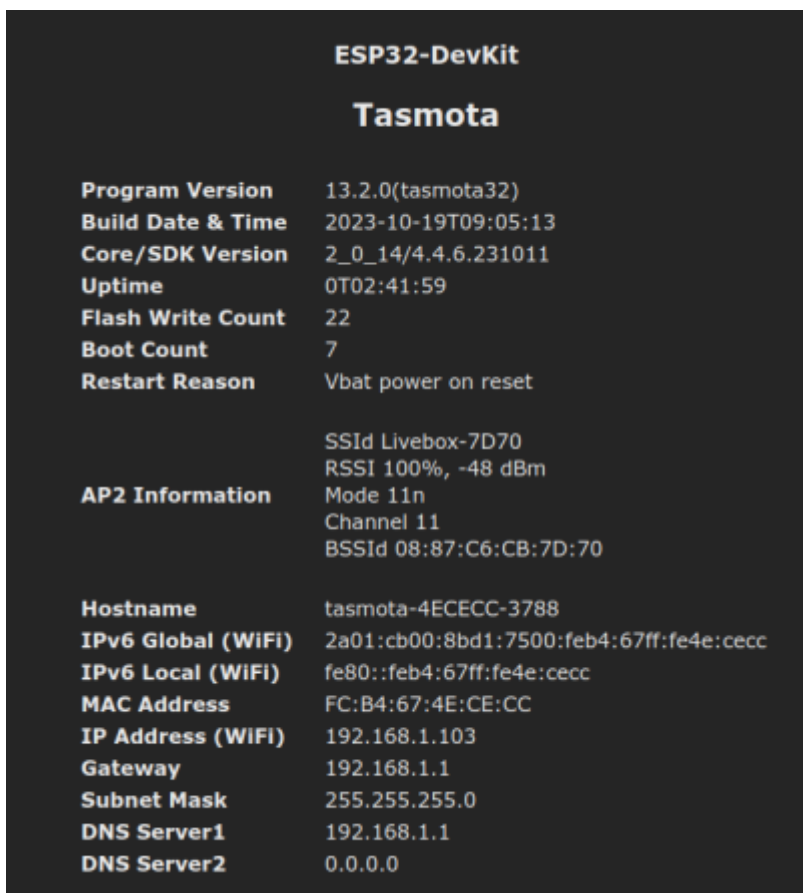 ESP32-DevKit
Tasmota
Program Version 13.2.0(tasmota32)
Build Date & Time 2023-10-19T09:05:13
Core/SDK Version 2_0_14/4.4.6.231011
Uptime 0T02:41:59
Flash Write Count 22
Boot Count 7
Restart Reason Vbat power on reset
AP2 Information
SSId Livebox-7D70
RSSI 100%, -48 dBm
Mode 11n
Channel 11
BSSId 08:87:C6:CB:7D:70
Hostname tasmota-4ECECC-3788
IPv6 Global (WiFi) 2a01:cb00:8bd1:7500:feb4:67ff:fe4e:cecc
IPv6 Local (WiFi) fe80::feb4:67ff:fe4e:cecc
MAC Address FC:B4:67:4E:CE:CC
IP Address (WiFi) 192.168.1.103
Gateway 192.168.1.1
Subnet Mask 255.255.255.0
DNS Server1 192.168.1.1
DNS Server2 0.0.0.0